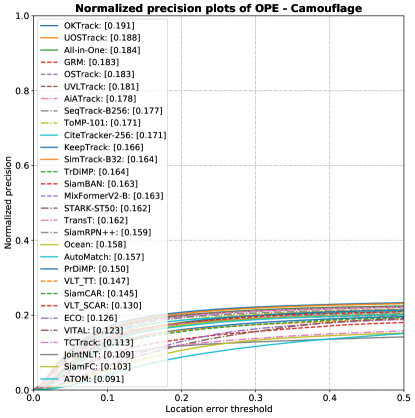 Normalized precision plots of OPE - Camouflage
1.0
0.8
0.6
0.4
0.2
0.0
Normalized precision
OKTrack: [0.191]
UOSTrack: [0.188]
All-in-One: [0.184]
GRM: [0.183]
OSTrack: [0.183]
UVLTrack: [0.181]
AiATrack: [0.178]
SeqTrack-B256: [0.177]
ToMP-101: [0.171]
CiteTracker-256: [0.171]
KeepTrack: [0.166]
SimTrack-B32: [0.164]
TrDiMP: [0.164]
SiamBAN: [0.163]
MixFormerV2-B: [0.163]
STARK-ST50: [0.162]
TransT: [0.162]
SiamRPN++: [0.159]
Ocean: [0.158]
AutoMatch: [0.157]
PrDiMP: [0.150]
VLT_TT: [0.147]
SiamCAR: [0.145]
VLT_SCAR: [0.130]
ECO: [0.126]
VITAL: [0.123]
TCTrack: [0.113]
JointNLT: [0.109]
SiamFC: [0.103]
ATOM: [0.091]
0.0 0.1 0.2 0.3 0.4 0.5
Location error threshold